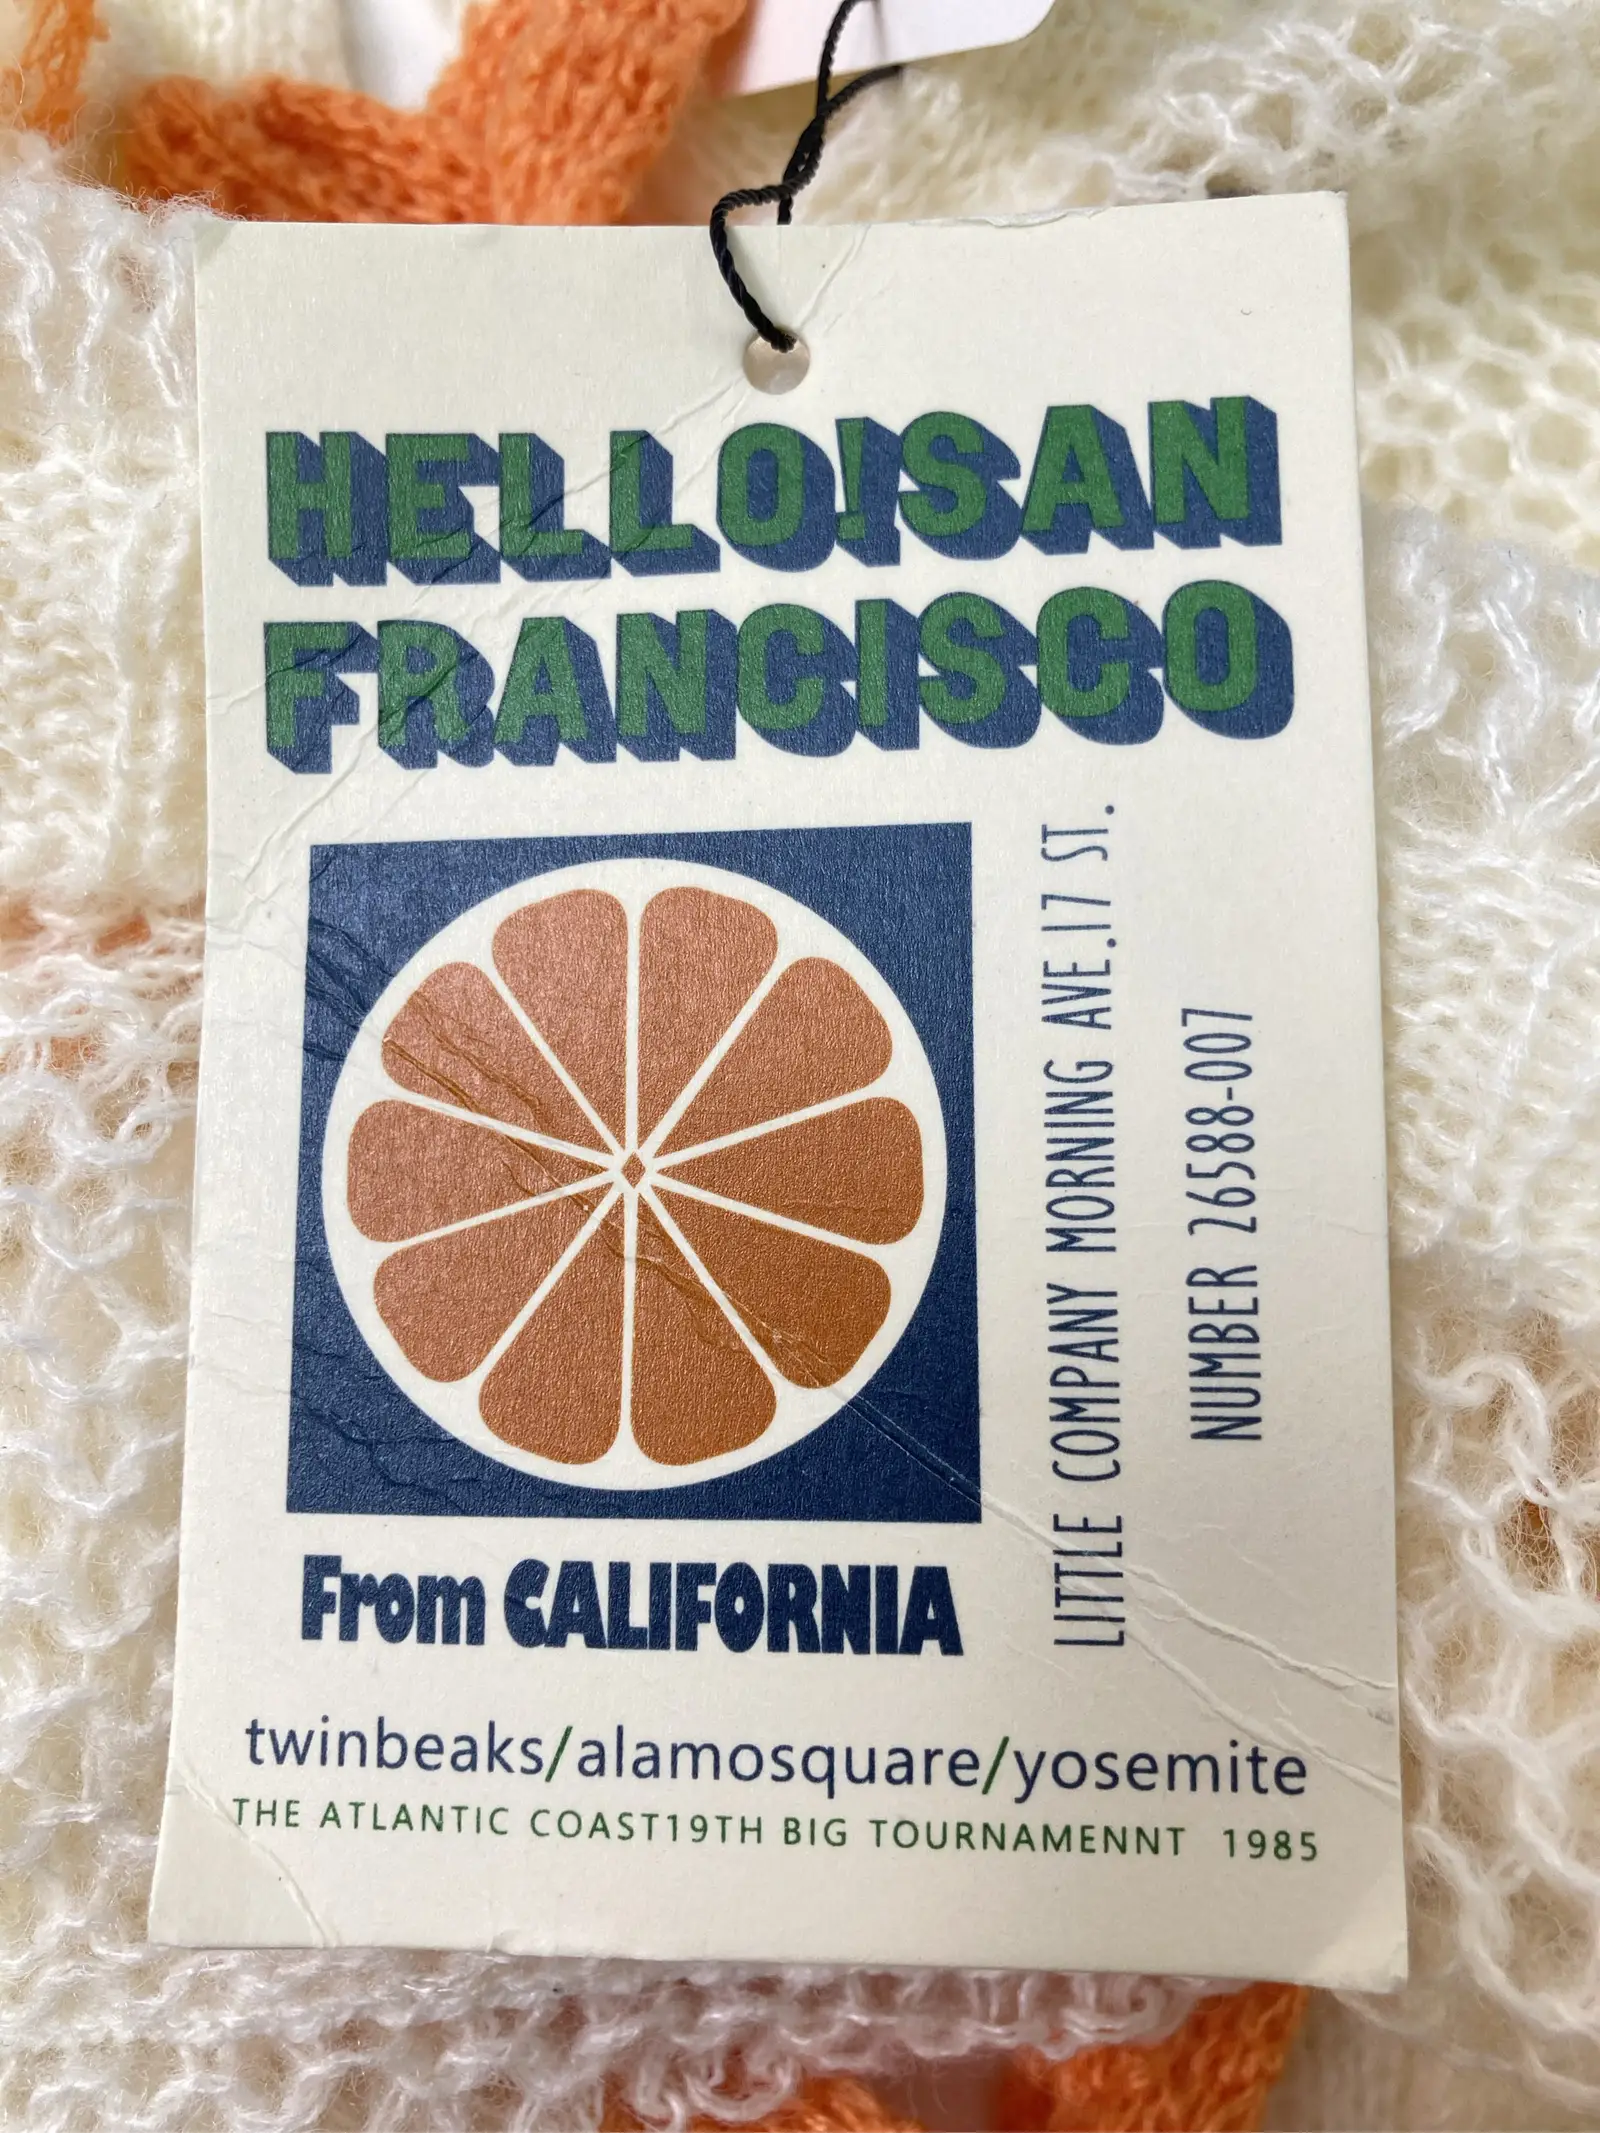 HELLO!SAN
FRANCISCO
LITTLE COMPANY MORNING AVE.17 ST.
NUMBER 26588-007
From CALIFORNIA
twinbeaks/alamosquare/yosemite
THE ATLANTIC COAST19TH BIG TOURNAMENNT 1985